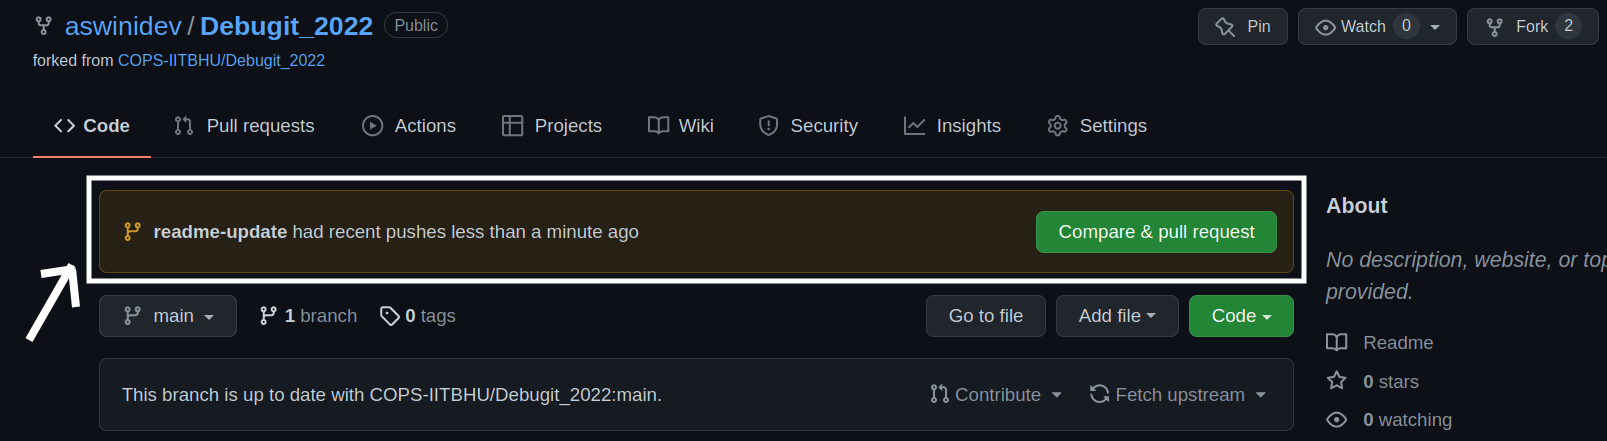 aswinidev / Debugit_2022 Public Pin Watch 0 Fork 2
forked from COPS-IITBHU/Debugit_2022
Code Pull requests Actions Projects Wiki Security Insights Settings
readme-update had recent pushes less than a minute ago Compare & pull request
main 1 branch 0 tags Go to file Add file Code
This branch is up to date with COPS-IITBHU/Debugit_2022:main. Contribute Fetch upstream
About
No description, website, or top
provided.
Readme
0 stars
0 watching